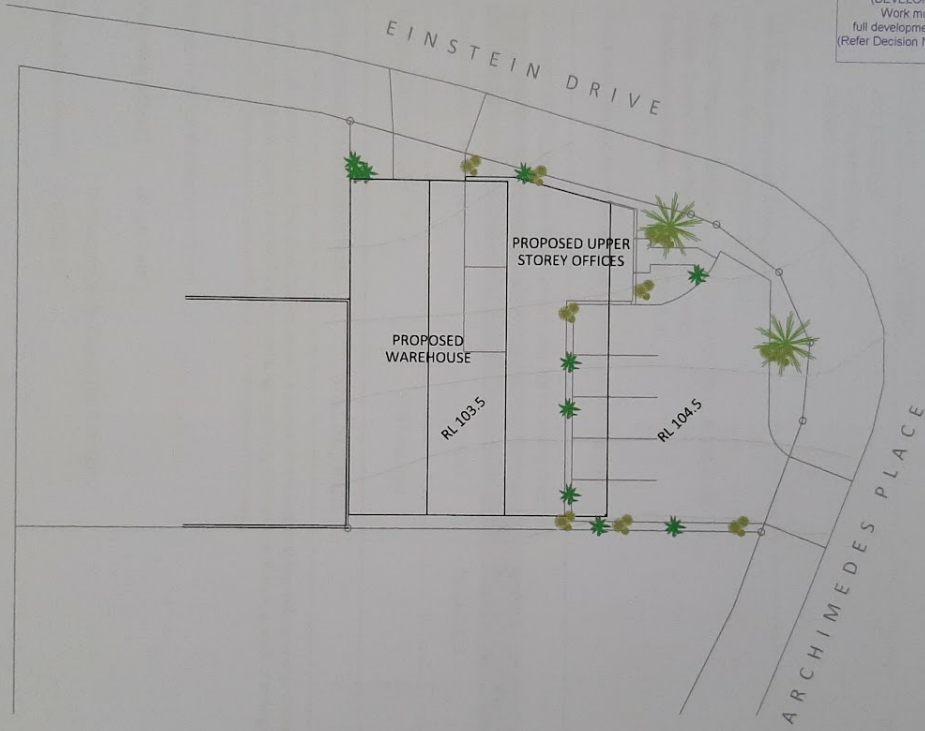 Work
full
(Refer Decision
EINSTEIN DRIVE
PROPOSED UPPER
STOREY OFFICES
PROPOSED
WAREHOUSE
RL 103.5
RL 104.5
ARCHIMEDES PLACE